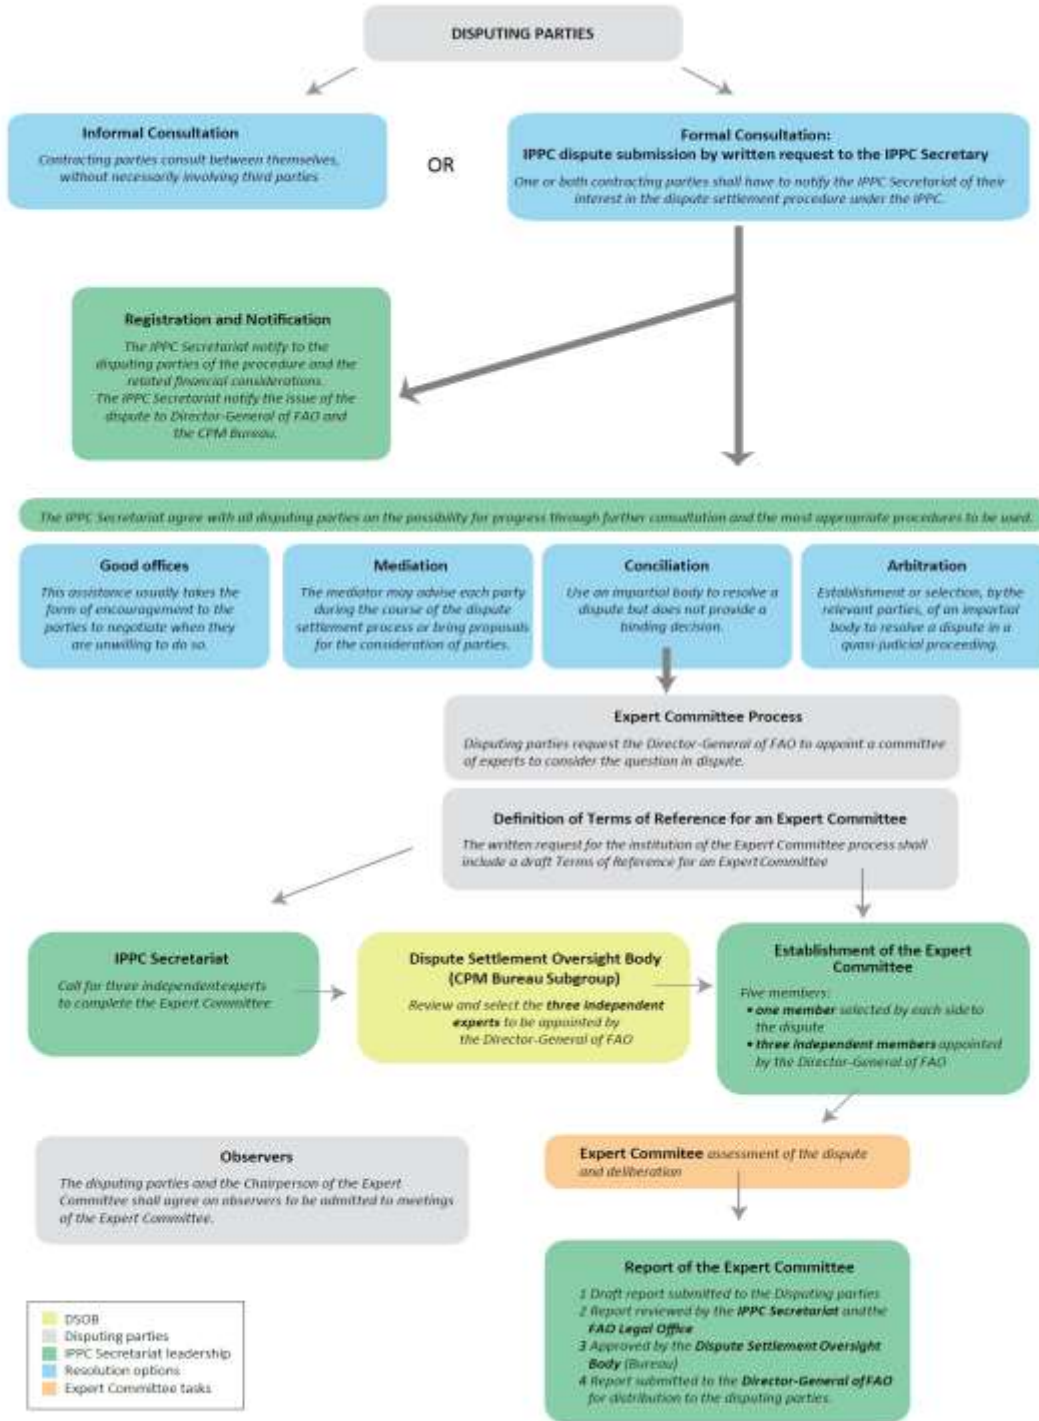 DISPUTING PARTIES
Informal Consultation
Contracting parties consult between themselves,
without necessarily involving third parties
OR
Formal Consultation:
IPPC dispute submission by written request to the IPPC Secretary
One or both contracting parties shall have to notify the IPPC Secretariat of their
interest in the dispute settlement procedure under the IPPC.
Registration and Notification
The IPPC Secretariat notify to the
disputing parties of the procedure and the
related financial considerations.
The IPPC Secretariat notify the issue of the
dispute to Director-General of FAO and
the CPM Bureau.
The IPPC Secretariat agree with all disputing parties on the possibility for progress through further consultation and the most appropriate procedures to be used.
Good offices
This assistance usually takes the
form of encouragement to the
parties to negotiate when they
are unwilling to do so.
Mediation
The mediator may advise each party
during the course of the dispute
settlement process or bring proposals
for the consideration of parties.
Conciliation
Use an impartial body to resolve a
dispute but does not provide a
binding decision.
Arbitration
Establishment or selection, by the
relevant parties, of an impartial
body to resolve a dispute in a
quasi-judicial proceeding.
Expert Committee Process
Disputing parties request the Director-General of FAO to appoint a committee
of experts to consider the question in dispute.
Definition of Terms of Reference for an Expert Committee
The written request for the institution of the Expert Committee process shall
include a draft Terms of Reference for an Expert Committee
IPPC Secretariat
Call for three independent experts
to complete the Expert Committee
Dispute Settlement Oversight Body
(CPM Bureau Subgroup)
Review and select the three independent
experts to be appointed by
the Director-General of FAO
Establishment of the Expert
Committee
Five members:
• one member selected by each side to
the dispute
• three independent members appointed
by the Director-General of FAO
Observers
The disputing parties and the Chairperson of the Expert
Committee shall agree on observers to be admitted to meetings
of the Expert Committee.
Expert Commitee assessment of the dispute
and deliberation
Report of the Expert Committee
1 Draft report submitted to the Disputing parties
2 Report reviewed by the IPPC Secretariat and the
FAO Legal Office
3 Approved by the Dispute Settlement Oversight
Body (Bureau)
4 Report submitted to the Director-General of FAO
for distribution to the disputing parties.
DSOB
Disputing parties
IPPC Secretariat leadership
Resolution options
Expert Committee tasks